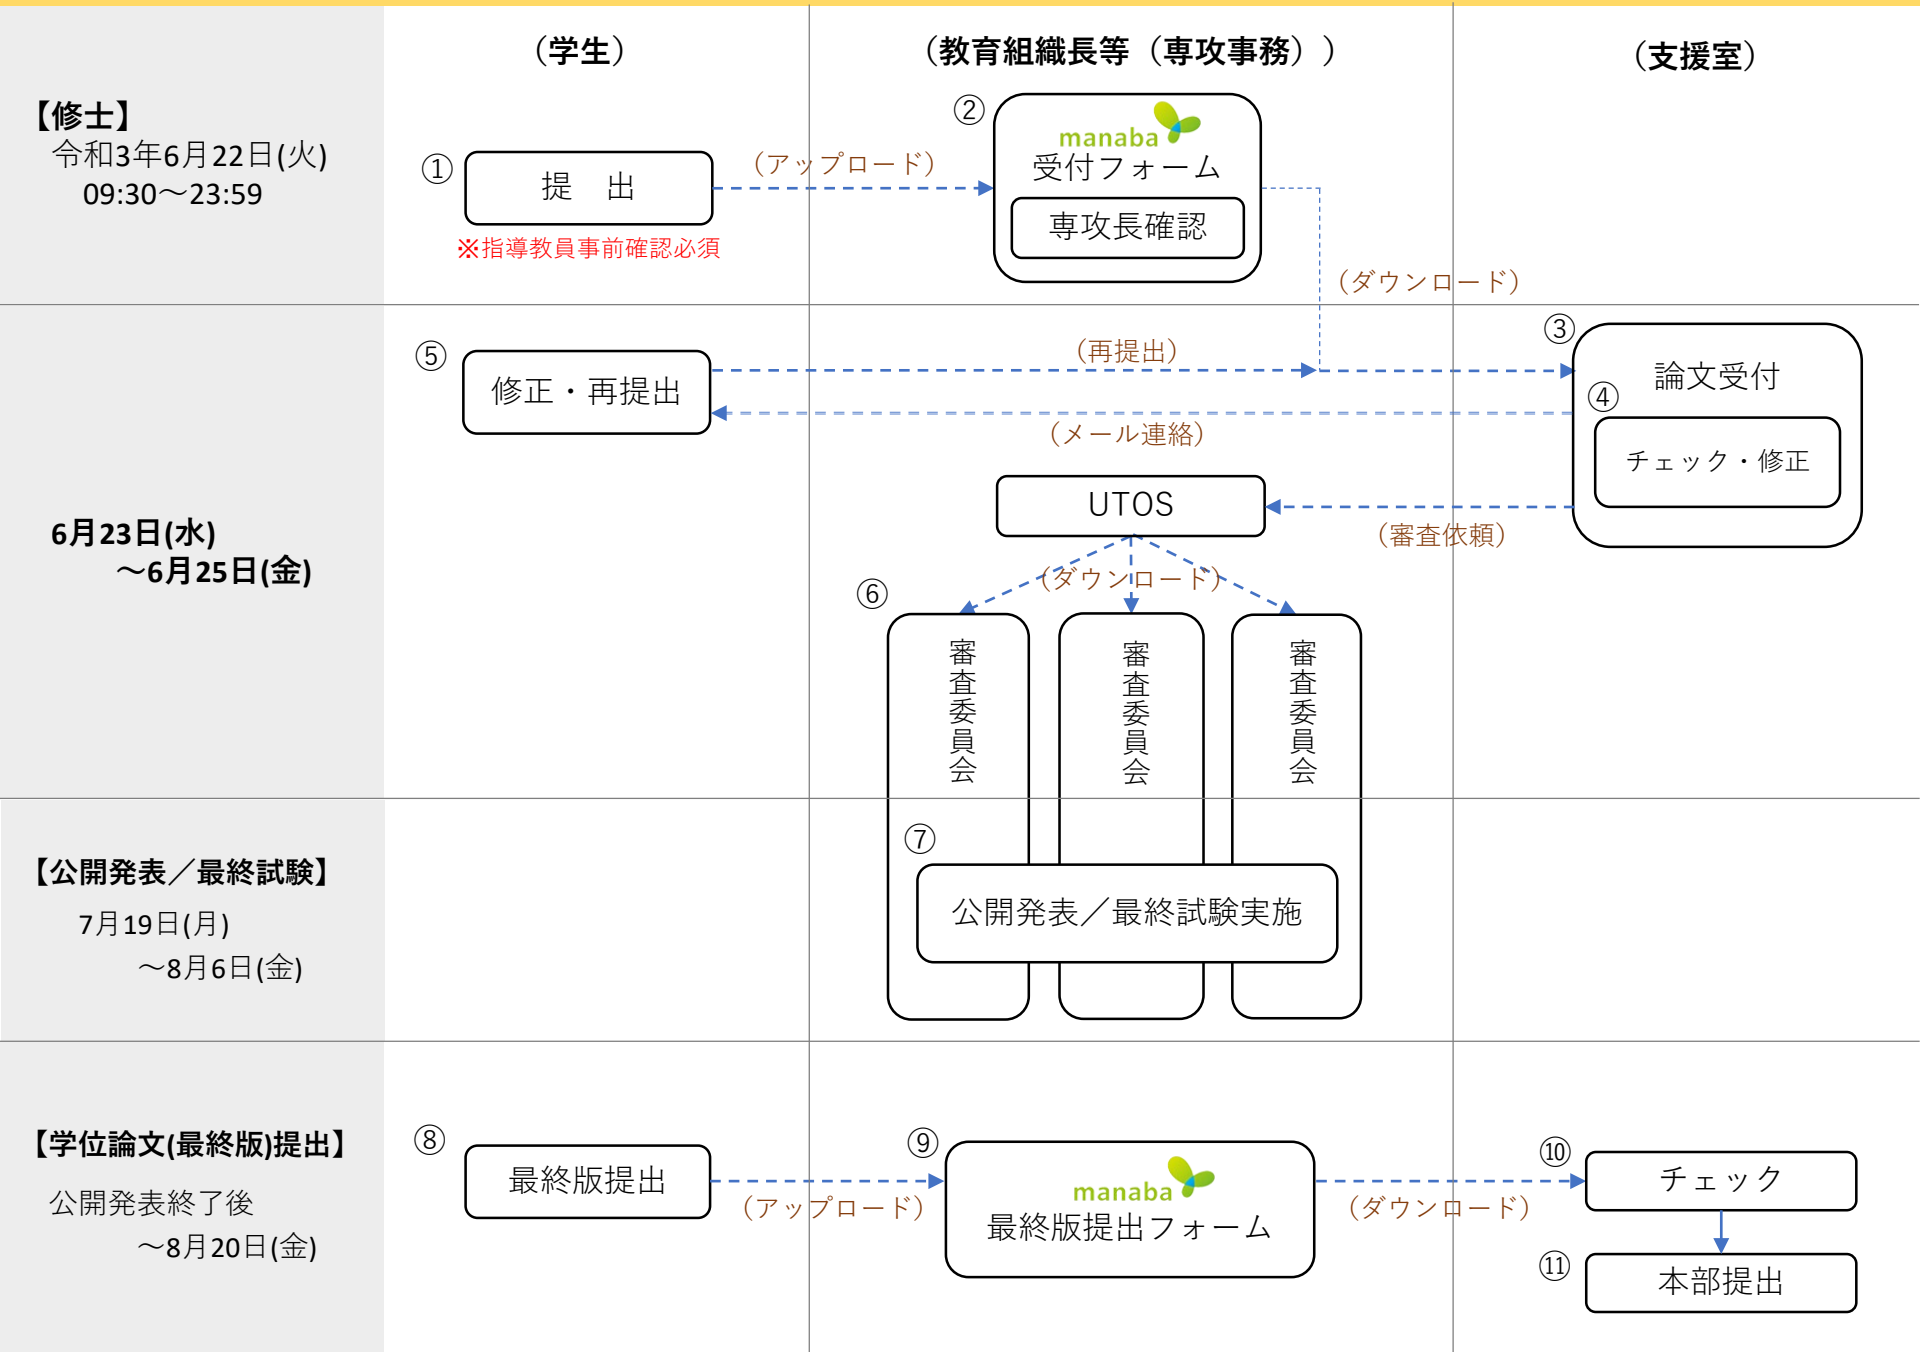 （学生）
（教育組織長等（専攻事務））
（支援室）
【修士】
令和3年6月22日(火)
09:30～23:59
①
提　出
※指導教員事前確認必須
（アップロード）
②
manaba
受付フォーム
専攻長確認
（ダウンロード）
6月23日(水)
～6月25日(金)
⑤
修正・再提出
（再提出）
（メール連絡）
③
論文受付
④
チェック・修正
（審査依頼）
UTOS
（ダウンロード）
⑥
審査委員会
審査委員会
審査委員会
【公開発表／最終試験】
7月19日(月)
～8月6日(金)
⑦
公開発表／最終試験実施
【学位論文(最終版)提出】
公開発表終了後
～8月20日(金)
⑧
最終版提出
（アップロード）
⑨
manaba
最終版提出フォーム
（ダウンロード）
⑩
チェック
⑪
本部提出